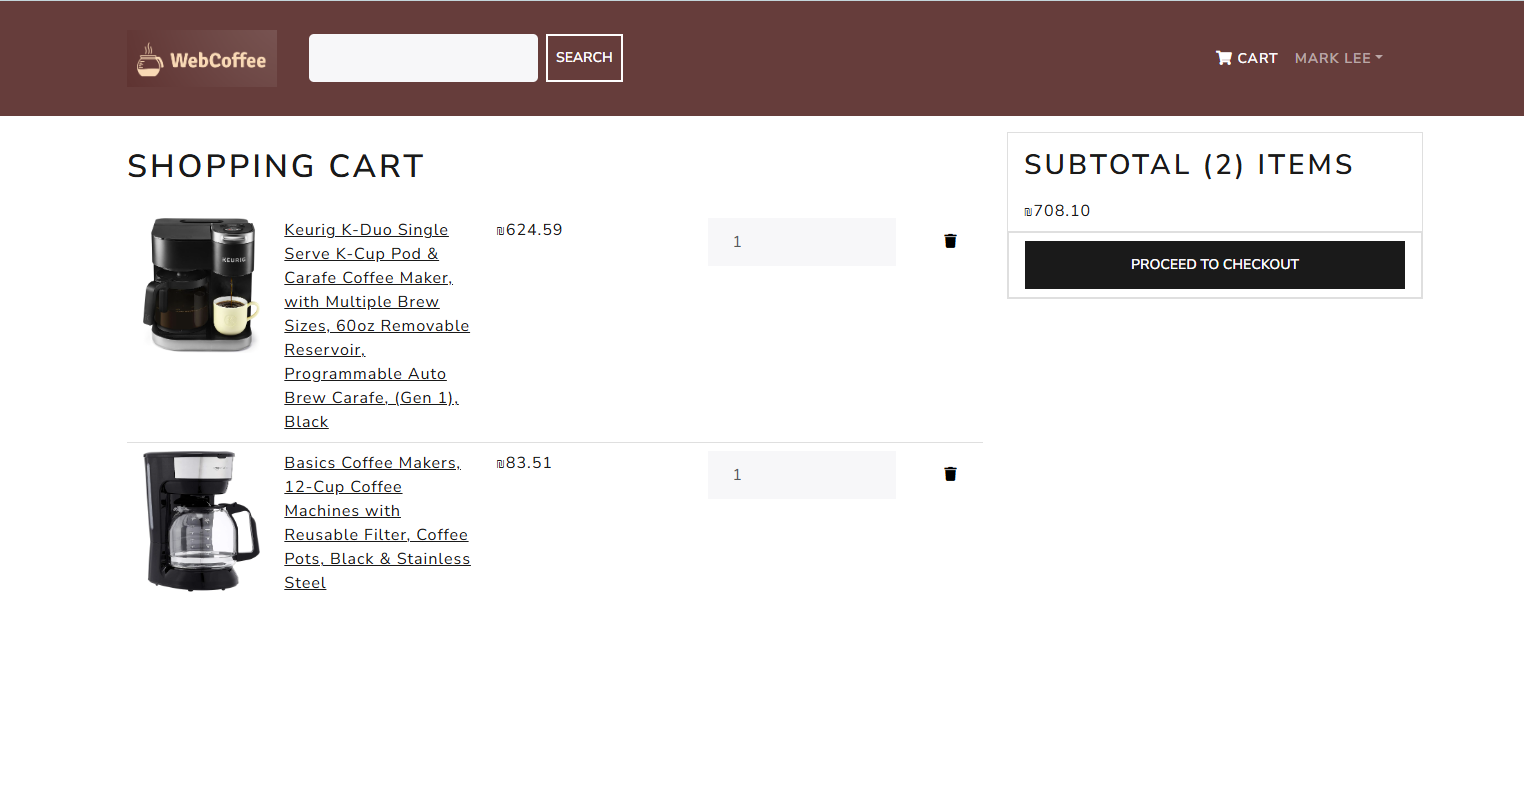 WebCoffee
SEARCH
CART
MARK LEE
SHOPPING CART
SUBTOTAL (2) ITEMS
₪708.10
PROCEED TO CHECKOUT
KEURIG
Keurig K-Duo Single
Serve K-Cup Pod &
Carafe Coffee Maker,
with Multiple Brew
Sizes, 60oz Removable
Reservoir,
Programmable Auto
Brew Carafe, (Gen 1),
Black
₪624.59
1
Basics Coffee Makers,
12-Cup Coffee
Machines with
Reusable Filter, Coffee
Pots, Black & Stainless
Steel
₪83.51
1